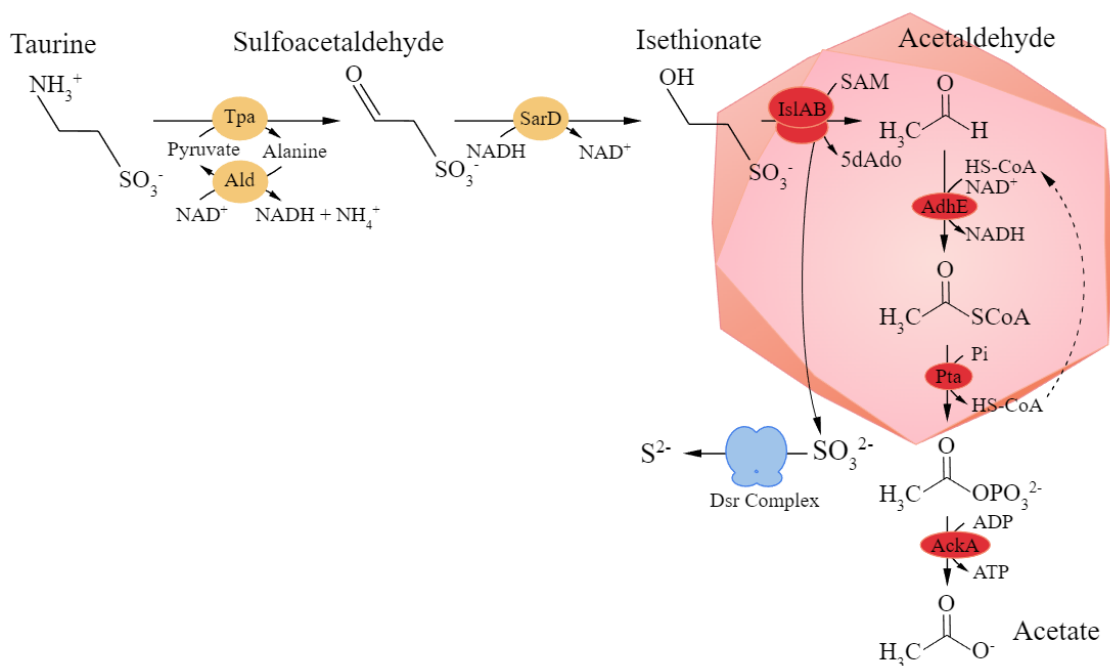 Taurine
Sulfoacetaldehyde
Isethionate
Acetaldehyde
NH₃⁺
SO₃⁻
Tpa
Pyruvate
Alanine
Ald
NAD⁺
NADH + NH₄⁺
O
SO₃⁻
SarD
NADH
NAD⁺
OH
SO₃⁻
IslAB
SAM
5dAdo
O
H₃C
H
HS-CoA
NAD⁺
AdhE
NADH
O
H₃C
SCoA
Pi
Pta
HS-CoA
S²⁻
SO₃²⁻
Dsr Complex
O
H₃C
OPO₃²⁻
ADP
AckA
ATP
O
H₃C
O⁻
Acetate